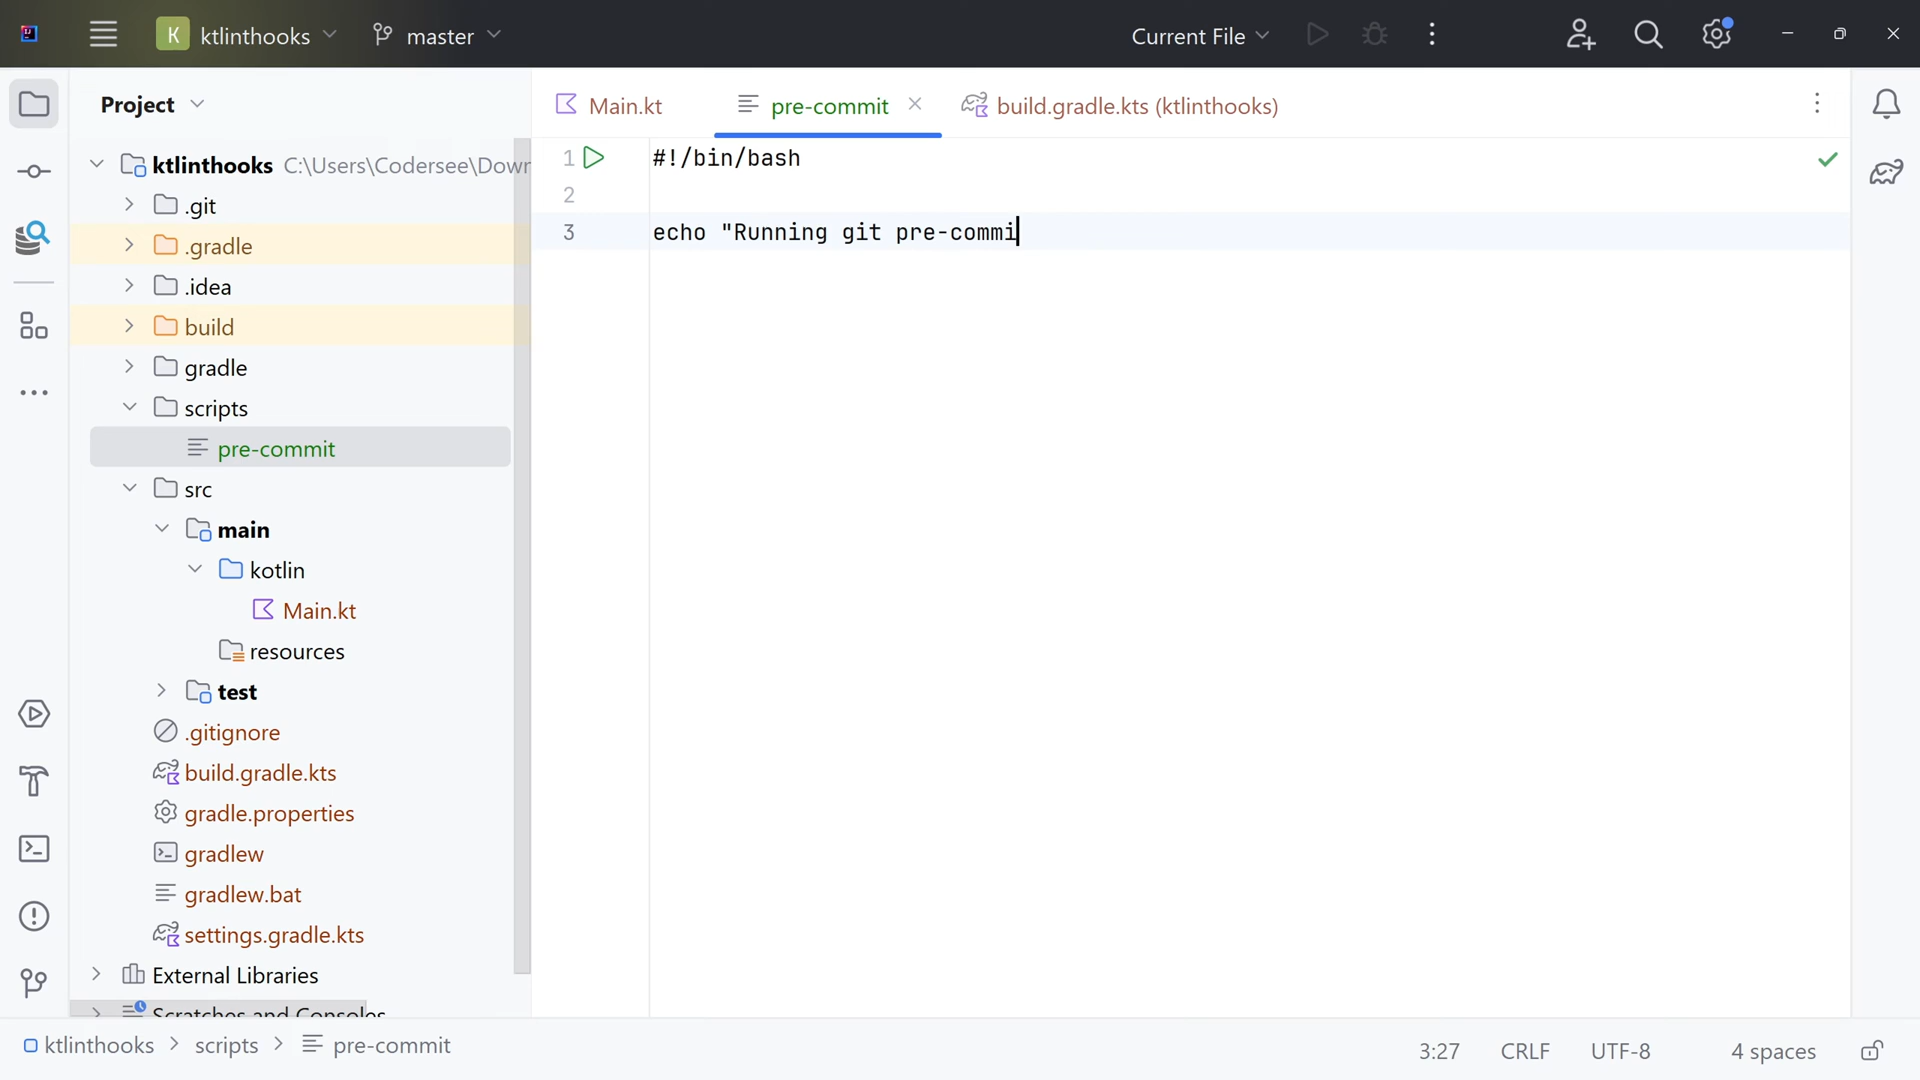 K ktlinthooks master Current File
Project
Main.kt pre-commit build.gradle.kts (ktlinthooks)
ktlinthooks C:\Users\Codersee\Dowr
.git
.gradle
.idea
build
gradle
scripts
pre-commit
src
main
kotlin
Main.kt
resources
test
.gitignore
build.gradle.kts
gradle.properties
gradlew
gradlew.bat
settings.gradle.kts
External Libraries
Scratches and Consoles
1 #!/bin/bash
2
3 echo "Running git pre-commi
ktlinthooks > scripts > pre-commit 3:27 CRLF UTF-8 4 spaces